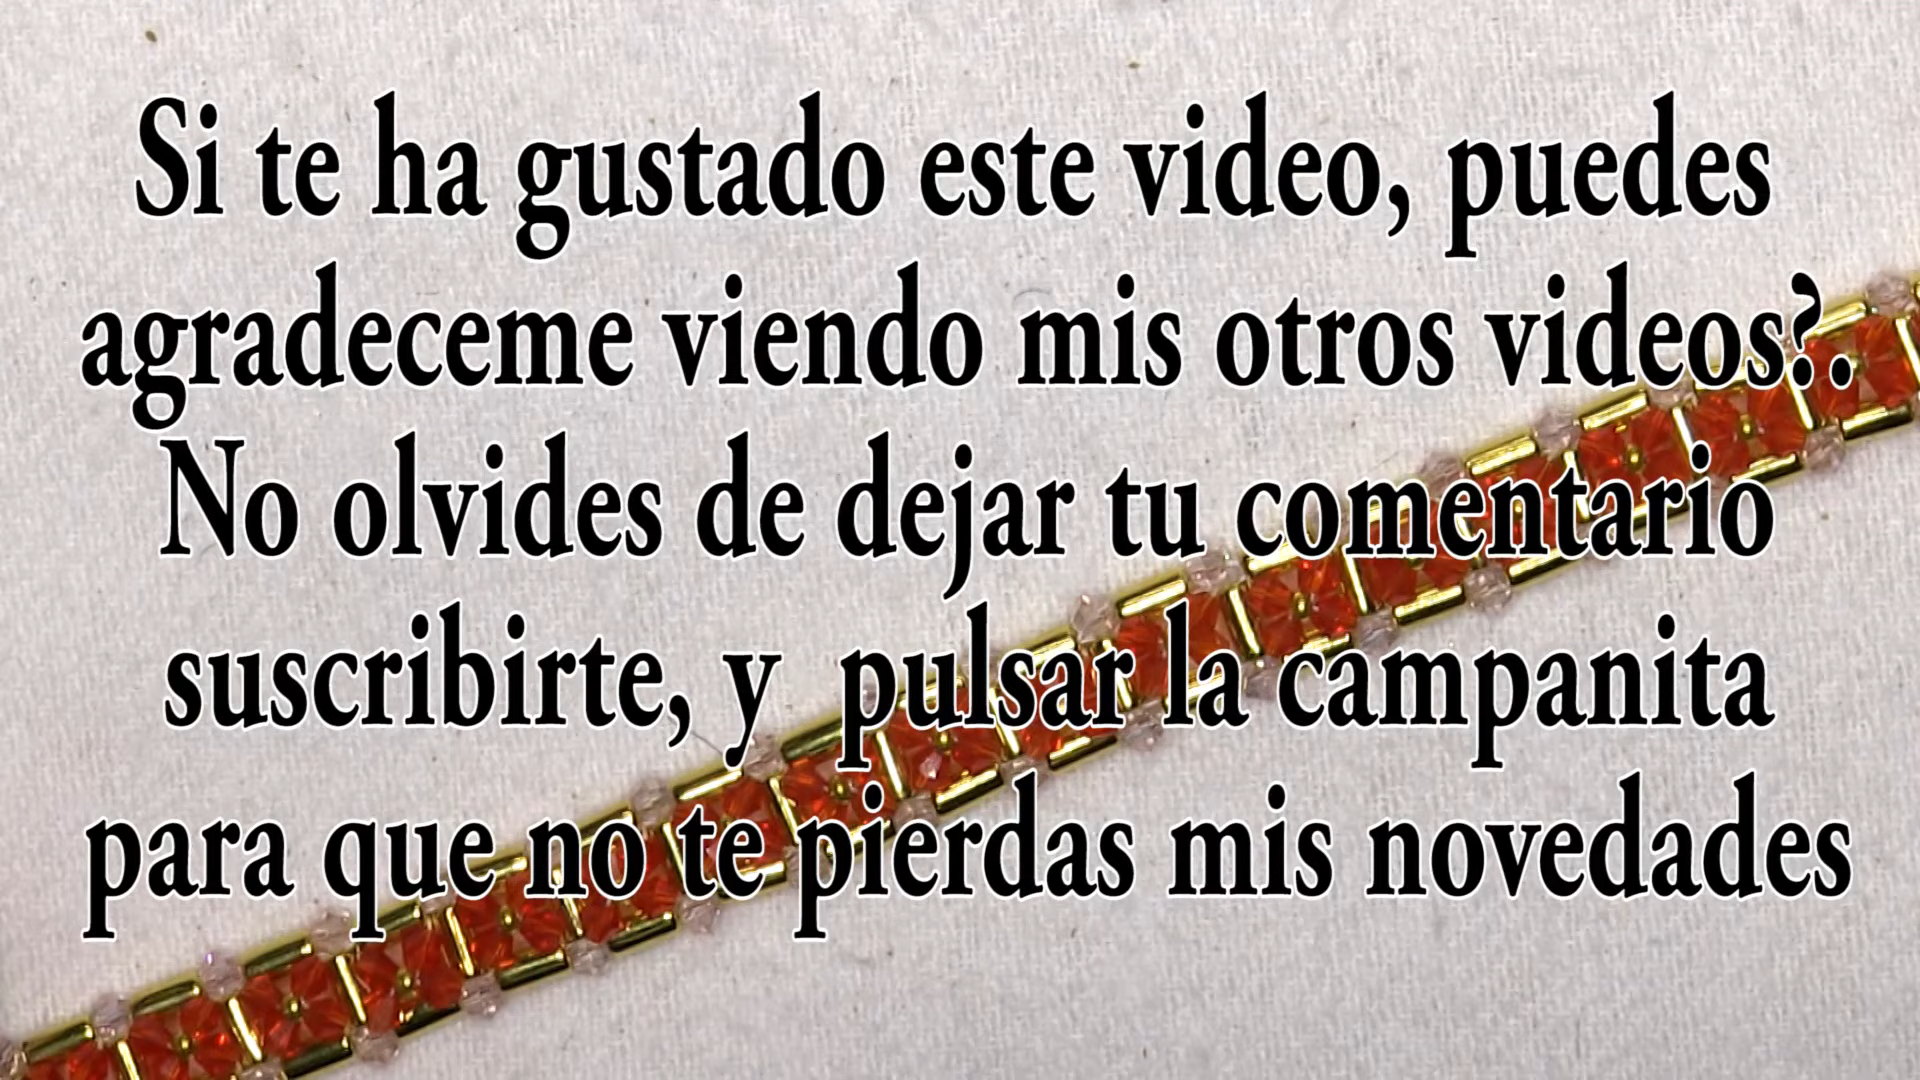 Si te ha gustado este video, puedes
agradeceme viendo mis otros videos?.
No olvides de dejar tu comentario
suscribirte, y  pulsar la campanita
para que no te pierdas mis novedades